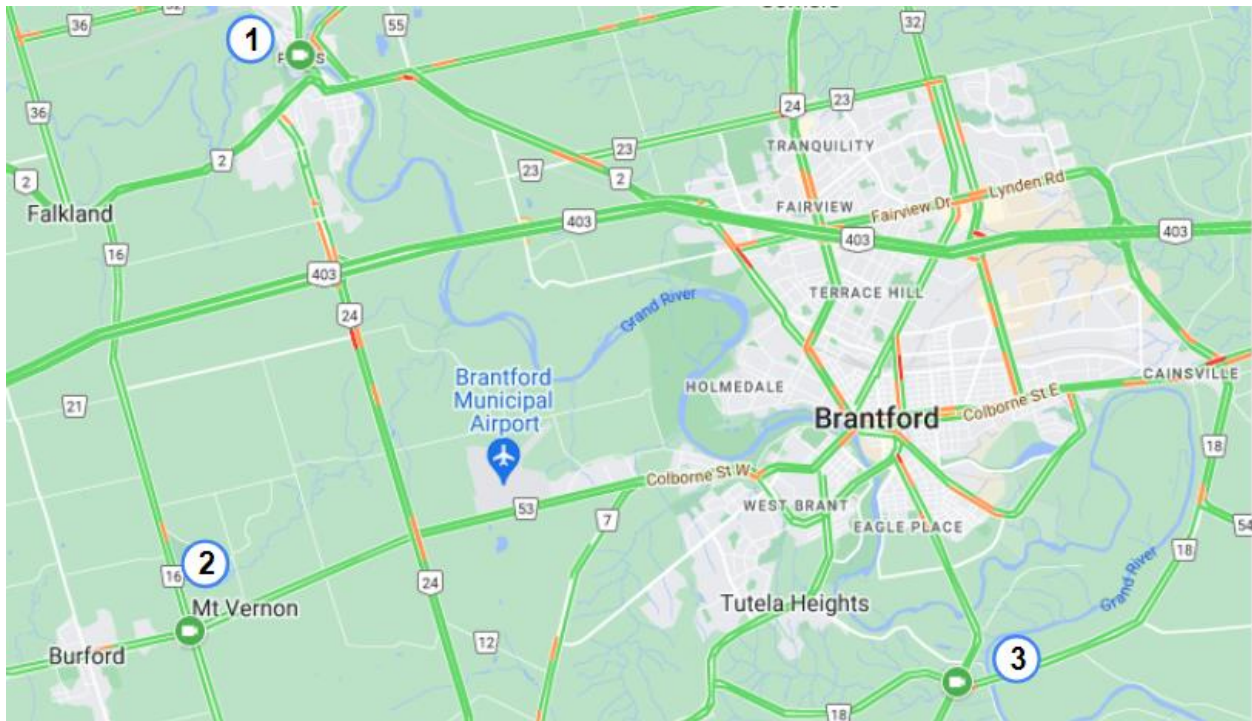 36
32
55
Corners
32
1
36
24
23
TRANQUILITY
2
23
23
2
2
Lynden Rd
FAIRVIEW
Fairview Dr
Falkland
403
403
403
16
403
TERRACE HILL
Grand River
24
Brantford
Municipal
Airport
HOLMEDALE
CAINSVILLE
21
Brantford
Colborne St E
18
Colborne St W
53
WEST BRANT
7
EAGLE PLACE
54
18
2
16
24
Mt Vernon
Tutela Heights
Grand River
12
Burford
3
18